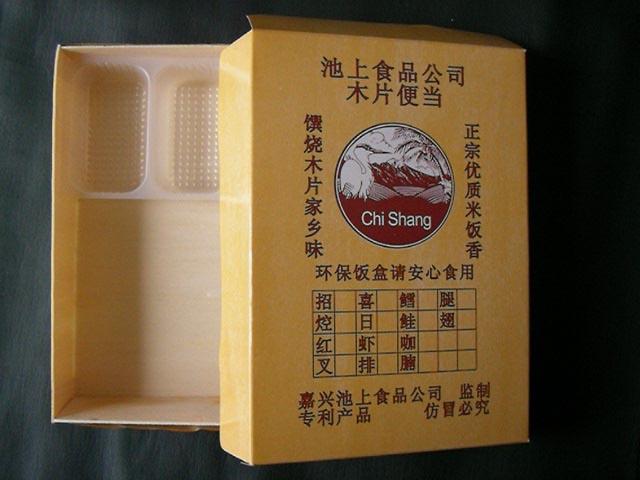 池上食品公司
木片便当
馔烧木片家乡味
正宗优质米饭香
Chi Shang
环保饭盒请安心食用
招 喜 鳕 腿
焢 日 鲑 翅
红 虾 咖
叉 排 腩
嘉兴池上食品公司 监制
专利产品 仿冒必究